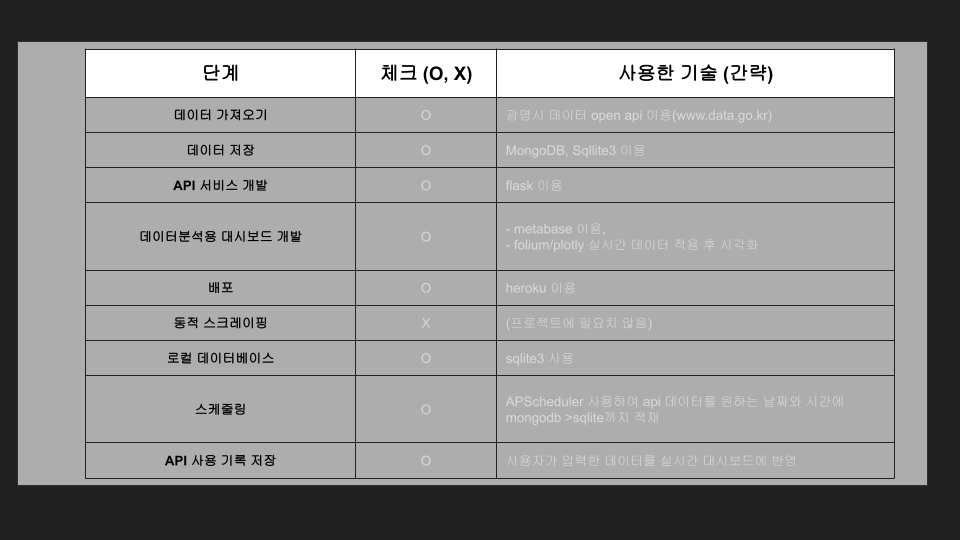 단계 체크 (O, X) 사용한 기술 (간략)
데이터 가져오기 O 광명시 데이터 open api 이용(www.data.go.kr)
데이터 저장 O MongoDB, Sqllite3 이용
API 서비스 개발 O flask 이용
데이터분석용 대시보드 개발 O - metabase 이용,
- folium/plotly 실시간 데이터 적용 후 시각화
배포 O heroku 이용
동적 스크레이핑 X (프로젝트에 필요치 않음)
로컬 데이터베이스 O sqlite3 사용
스케줄링 O APScheduler 사용하여 api 데이터를 원하는 날짜와 시간에
mongodb >sqlite까지 적재
API 사용 기록 저장 O 사용자가 입력한 데이터를 실시간 대시보드에 반영